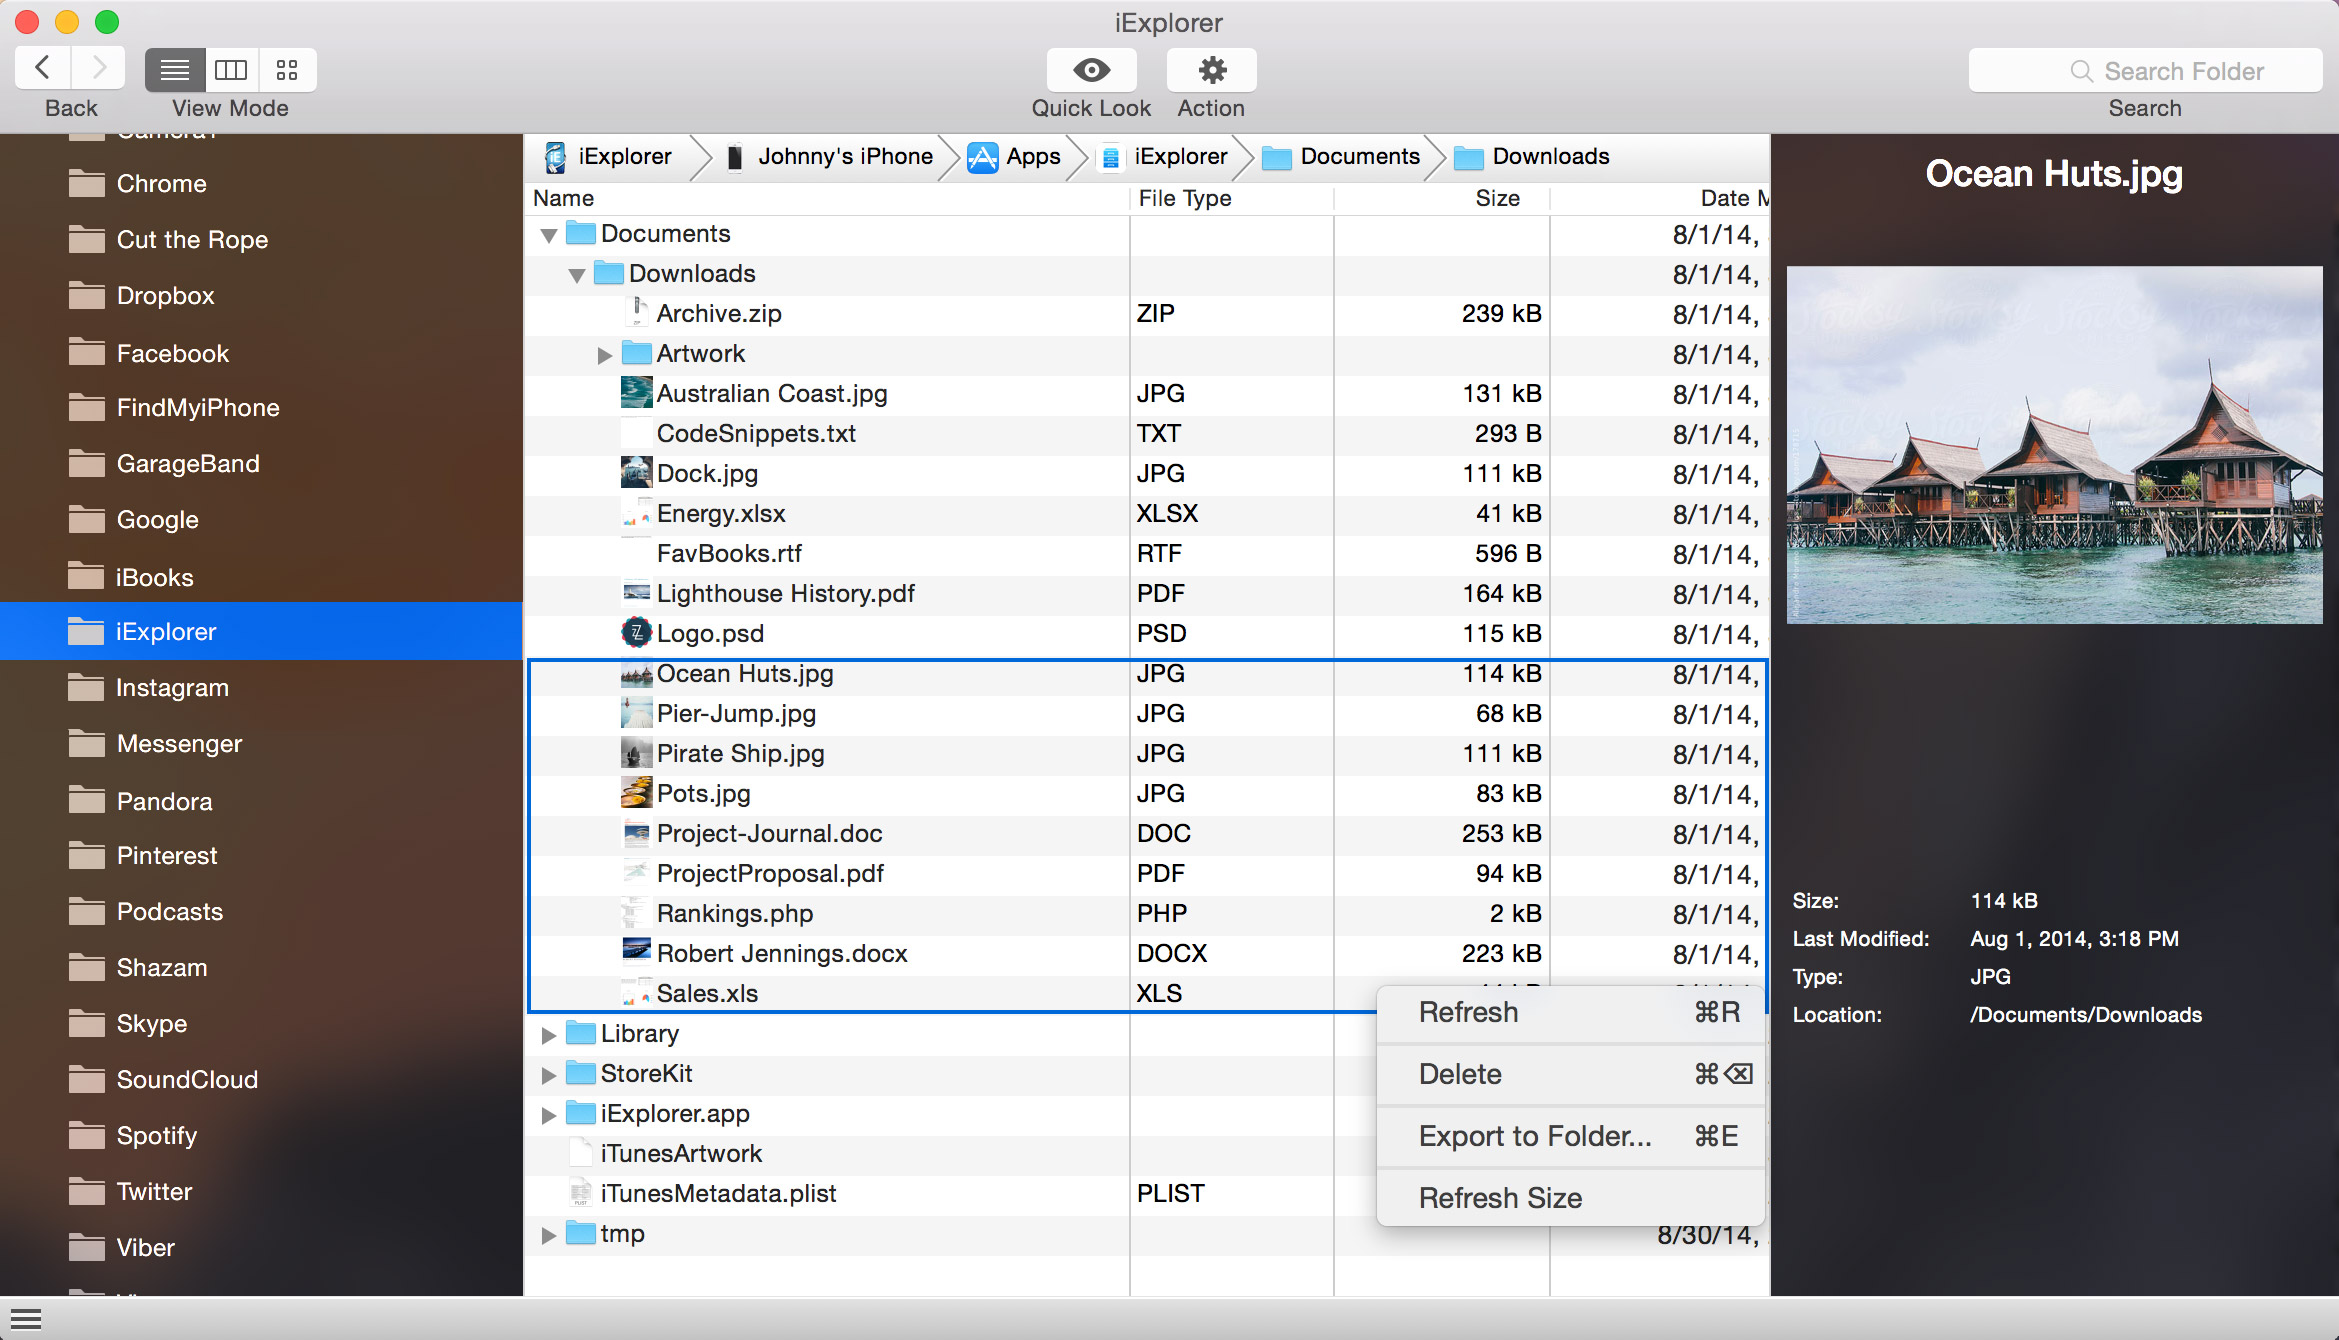 iExplorer
Back
View Mode
Quick Look
Action
Search Folder
Search
Chrome
Cut the Rope
Dropbox
Facebook
FindMyiPhone
GarageBand
Google
iBooks
iExplorer
Instagram
Messenger
Pandora
Pinterest
Podcasts
Shazam
Skype
SoundCloud
Spotify
Twitter
Viber
iExplorer Johnny's iPhone Apps iExplorer Documents Downloads
Name File Type Size Date M
Documents 8/1/14,
Downloads 8/1/14,
Archive.zip ZIP 239 kB 8/1/14,
Artwork 8/1/14,
Australian Coast.jpg JPG 131 kB 8/1/14,
CodeSnippets.txt TXT 293 B 8/1/14,
Dock.jpg JPG 111 kB 8/1/14,
Energy.xlsx XLSX 41 kB 8/1/14,
FavBooks.rtf RTF 596 B 8/1/14,
Lighthouse History.pdf PDF 164 kB 8/1/14,
Logo.psd PSD 115 kB 8/1/14,
Ocean Huts.jpg JPG 114 kB 8/1/14,
Pier-Jump.jpg JPG 68 kB 8/1/14,
Pirate Ship.jpg JPG 111 kB 8/1/14,
Pots.jpg JPG 83 kB 8/1/14,
Project-Journal.doc DOC 253 kB 8/1/14,
ProjectProposal.pdf PDF 94 kB 8/1/14,
Rankings.php PHP 2 kB 8/1/14,
Robert Jennings.docx DOCX 223 kB 8/1/14,
Sales.xls XLS
Library
StoreKit
iExplorer.app
iTunesArtwork
iTunesMetadata.plist PLIST
tmp 8/30/14,
Refresh ⌘R
Delete ⌘⌫
Export to Folder... ⌘E
Refresh Size
Ocean Huts.jpg
Size: 114 kB
Last Modified: Aug 1, 2014, 3:18 PM
Type: JPG
Location: /Documents/Downloads